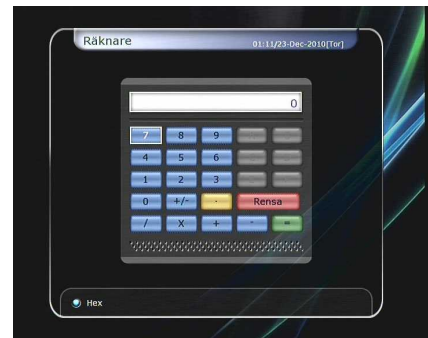 Räknare 01:11/23-Dec-2010[Tor]
0
7 8 9
4 5 6
1 2 3
0 +/- . Rensa
/ X + - =
Hex